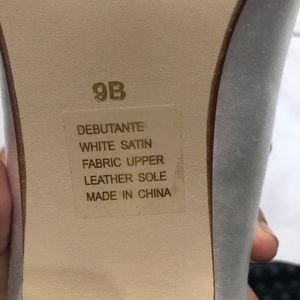 9B
DEBUTANTE
WHITE SATIN
FABRIC UPPER
LEATHER SOLE
MADE IN CHINA